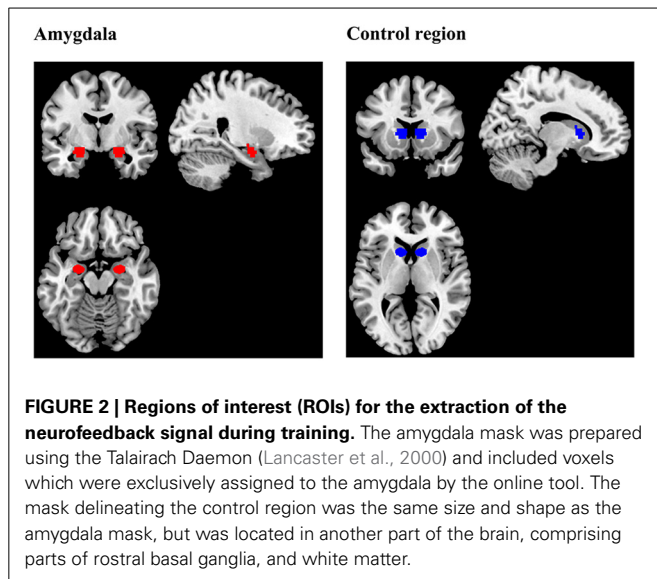 Amygdala
Control region
FIGURE 2 | Regions of interest (ROIs) for the extraction of the
neurofeedback signal during training. The amygdala mask was prepared
using the Talairach Daemon (Lancaster et al., 2000) and included voxels
which were exclusively assigned to the amygdala by the online tool. The
mask delineating the control region was the same size and shape as the
amygdala mask, but was located in another part of the brain, comprising
parts of rostral basal ganglia, and white matter.